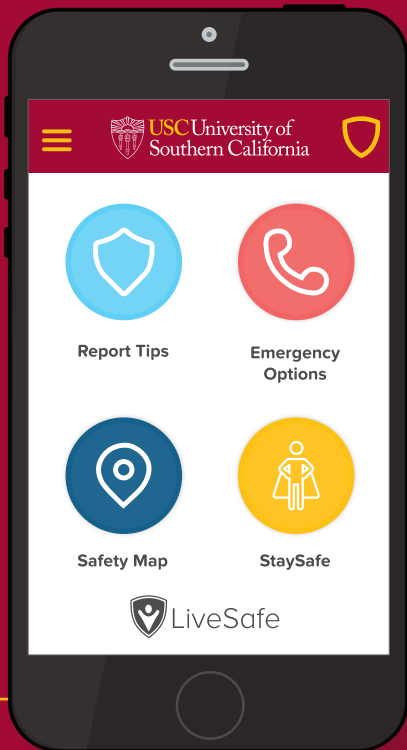 USC University of
Southern California
Report Tips
Emergency
Options
Safety Map
StaySafe
LiveSafe